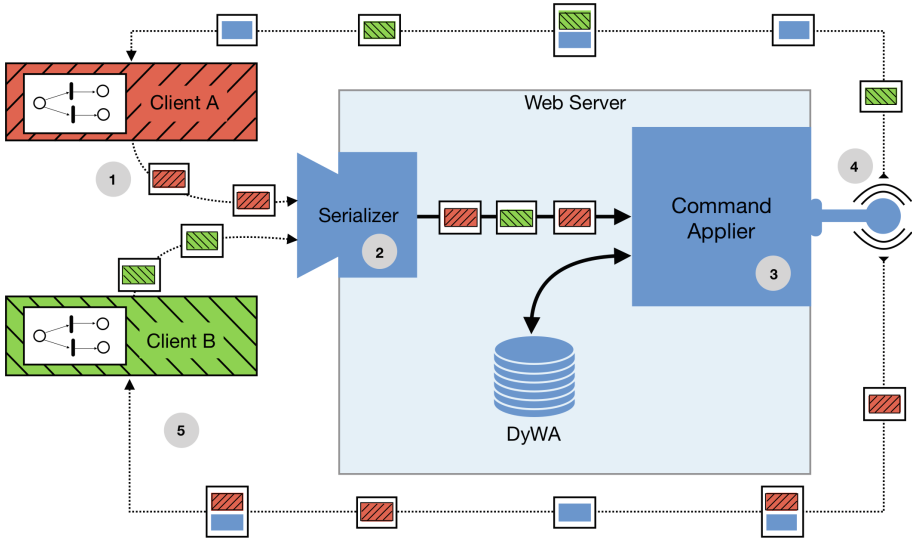 Web Server
Client A
1
4
Serializer
2
Command
Applier
3
Client B
5
DyWA